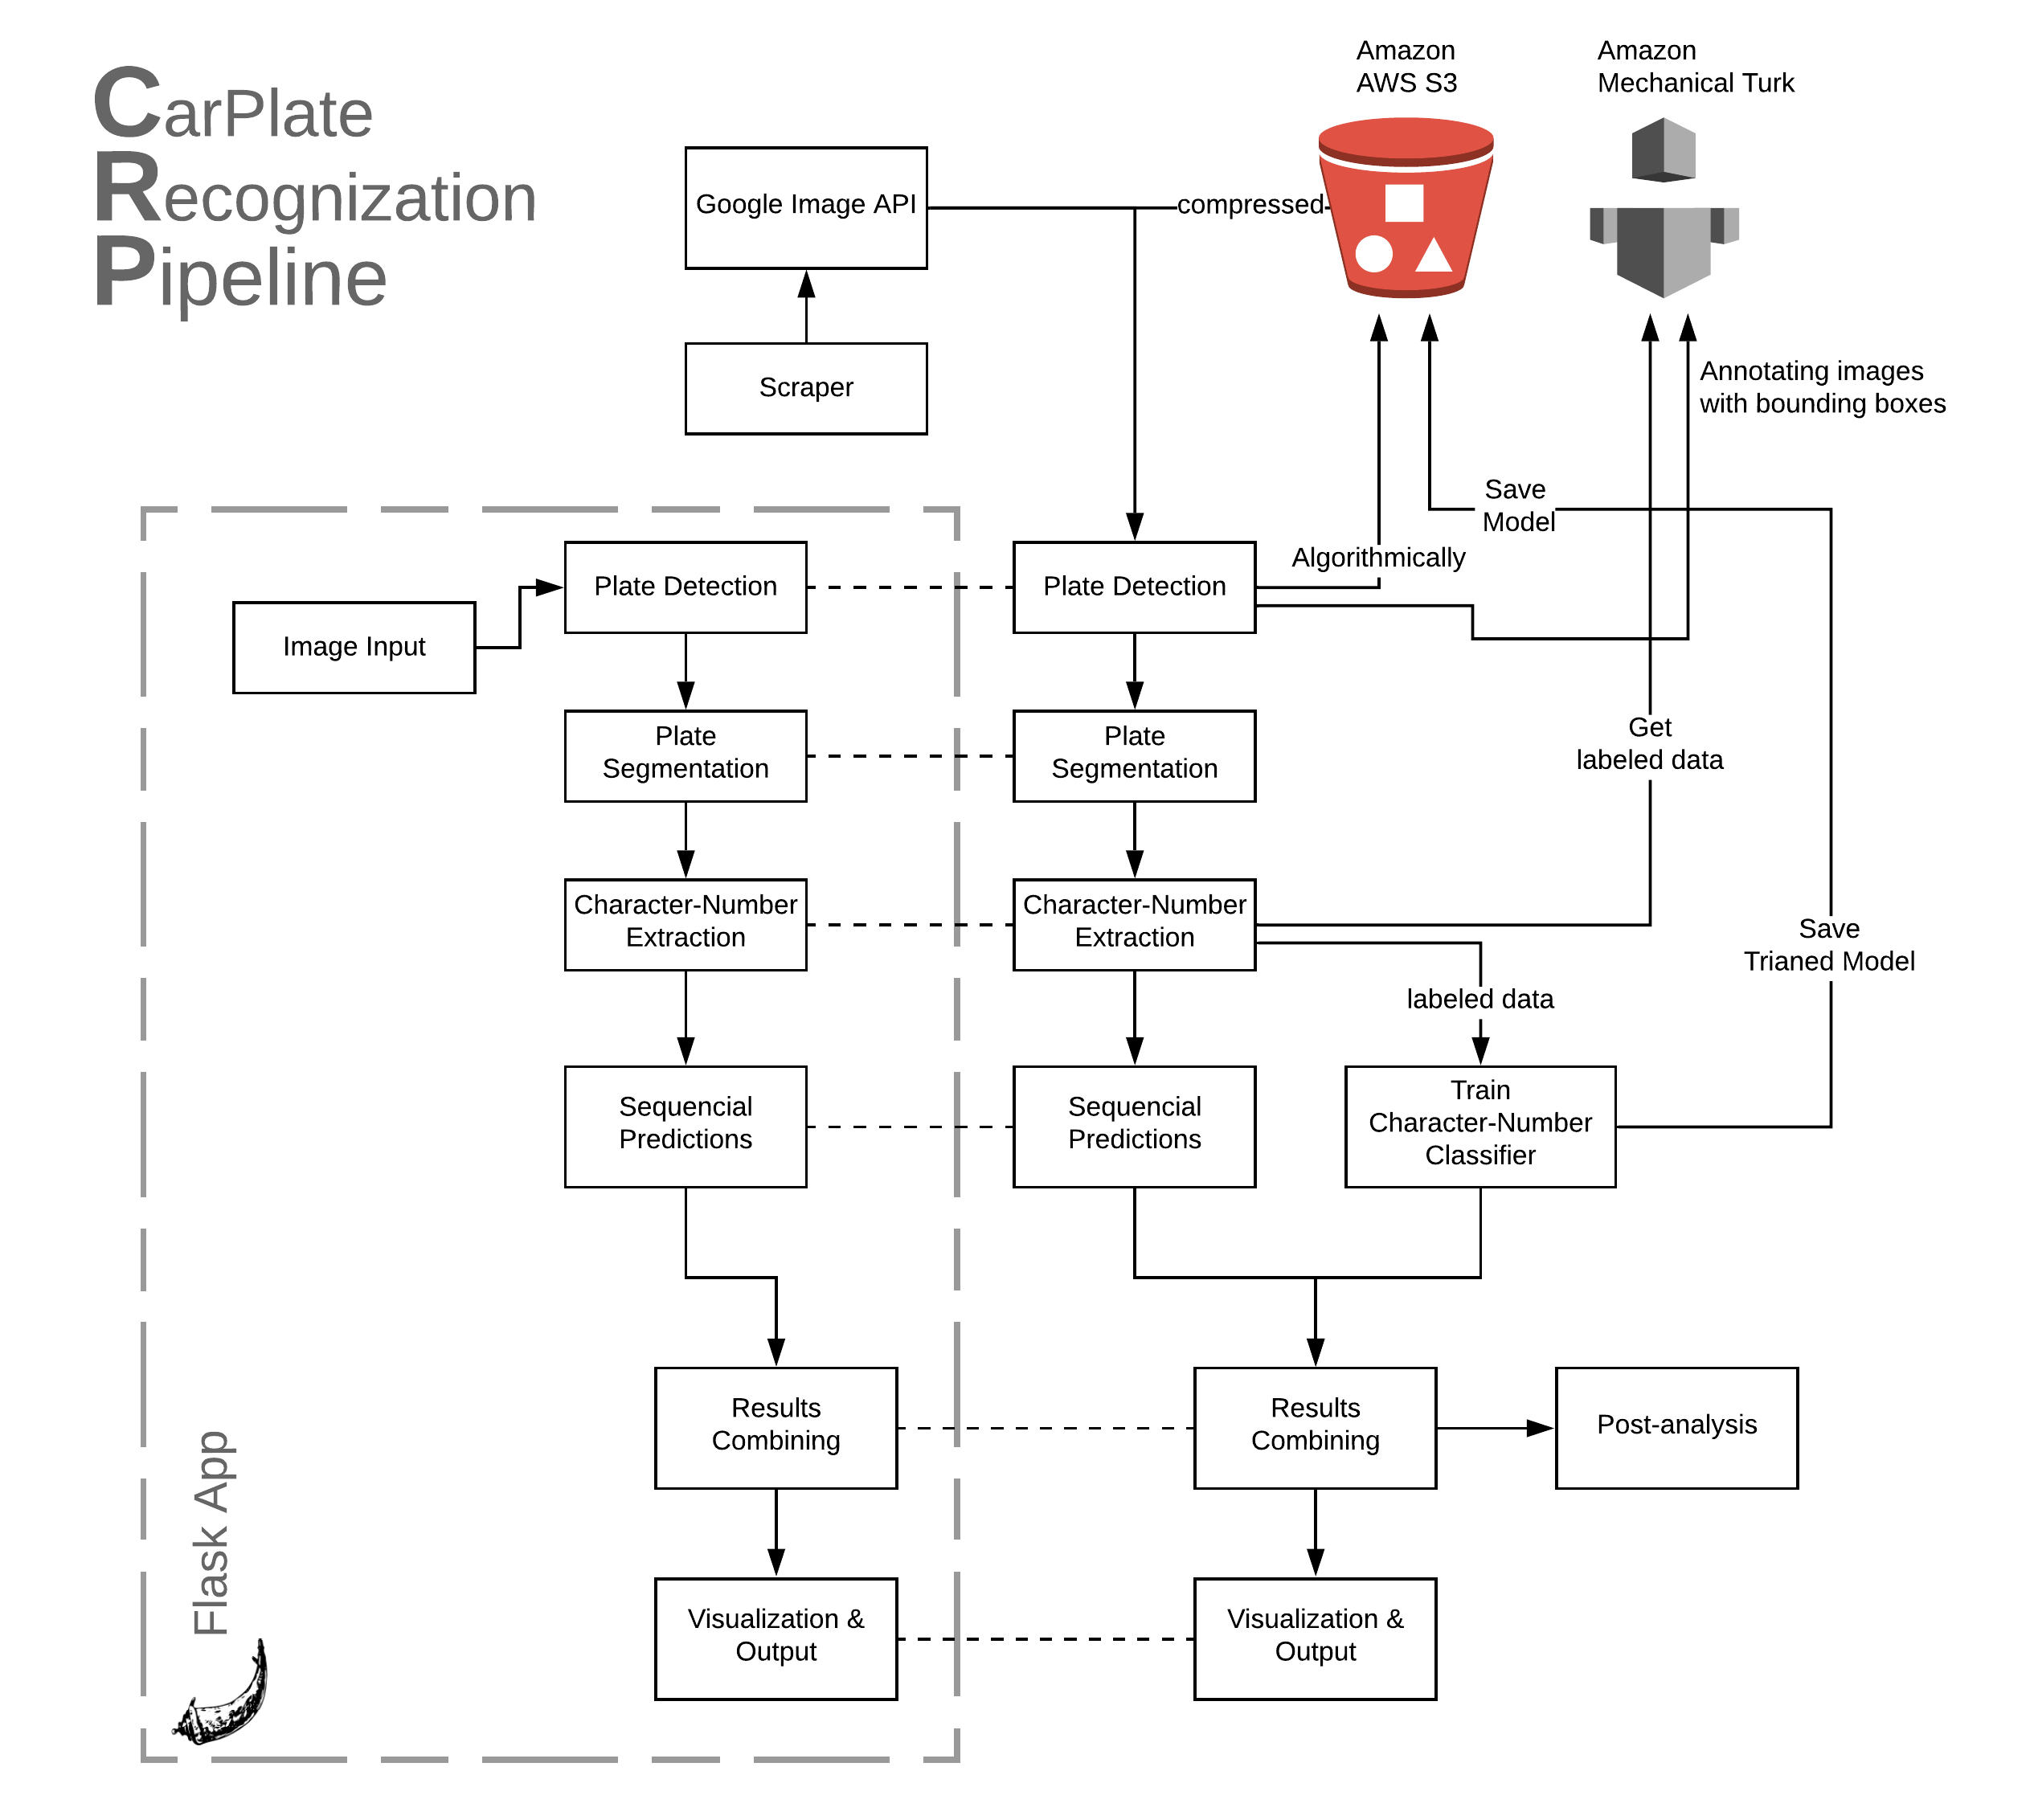 CarPlate
Recognization
Pipeline
Amazon
AWS S3
Amazon
Mechanical Turk
Google Image API
compressed
Scraper
Annotating images
with bounding boxes
Save
Model
Algorithmically
Plate Detection
Plate Detection
Image Input
Plate
Segmentation
Plate
Segmentation
Get
labeled data
Character-Number
Extraction
Character-Number
Extraction
Save
Trianed Model
labeled data
Sequencial
Predictions
Sequencial
Predictions
Train
Character-Number
Classifier
Results
Combining
Results
Combining
Post-analysis
Flask App
Visualization &
Output
Visualization &
Output